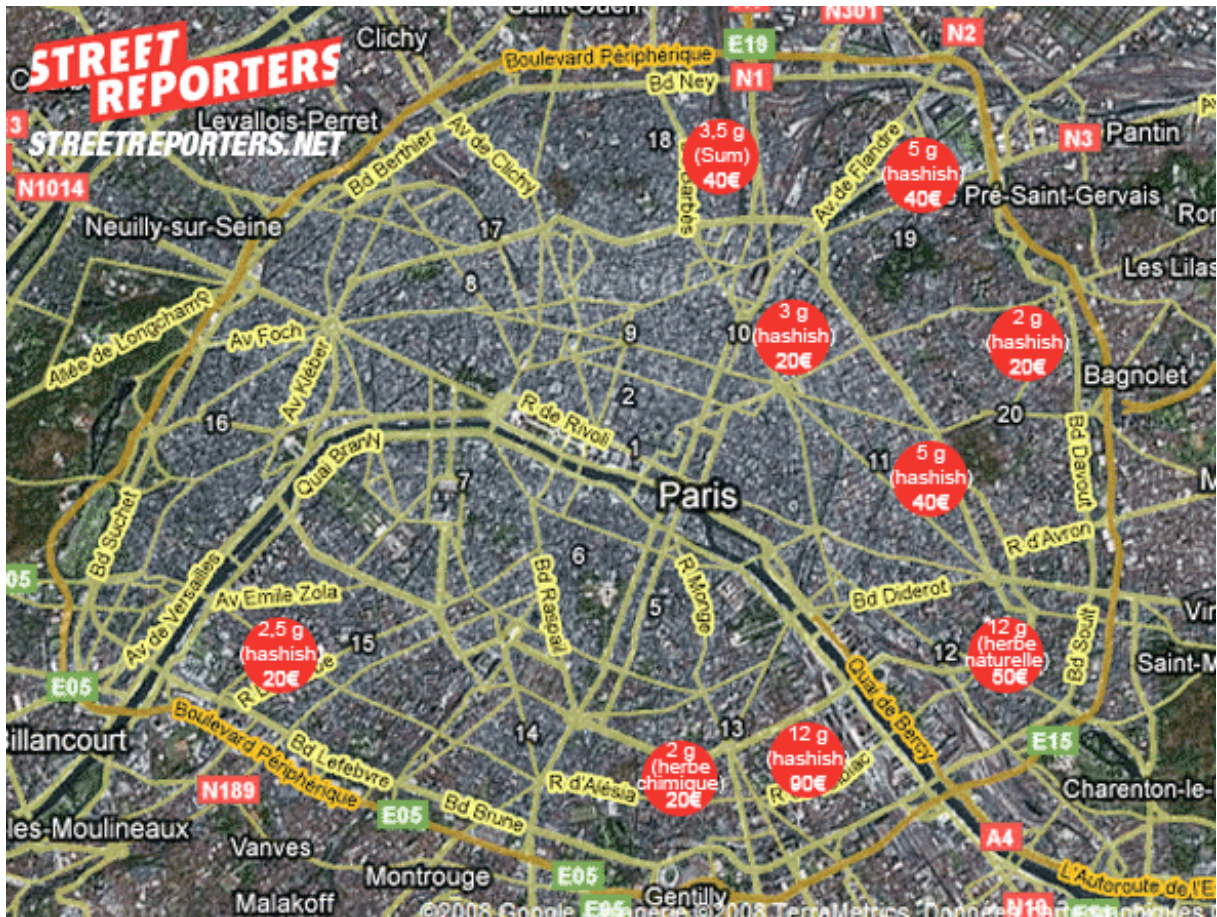 Clichy
N301
N2
E19
Boulevard Périphérique
N1
Bd Ney
STREET
REPORTERS
STREETREPORTERS.NET
Levallois-Perret
Av de Clichy
Bd Berthier
18
3,5 g
(Sum)
40€
Av de Flandre
5 g
(hashish)
40€
N3
Pantin
N1014
Pré-Saint-Gervais
Neuilly-sur-Seine
17
19
Les Lilas
8
Allée de Longchamp
Av Foch
Av Kléber
9
10
3 g
(hashish)
20€
2 g
(hashish)
20€
Bagnolet
2
R de Rivoli
16
20
Bd Davout
1
Quai Branly
7
11
5 g
(hashish)
40€
Paris
Bd Suchet
R d'Avron
6
Bd Raspail
R Monge
5
Bd Diderot
Av de Versailles
Av Emile Zola
2,5 g
(hashish)
20€
15
12
12 g
(herbe
naturelle)
50€
Bd Soult
E05
Boulevard Périphérique
Bd Lefebvre
14
13
Quai de Bercy
E15
2 g
(herbe
chimique)
20€
12 g
(hashish)
90€
R d'Alésia
N189
E05
Bd Brune
Charenton-le-
les-Moulineaux
Vanves
A4
Montrouge
E05
L'Autoroute de l'E
Malakoff
Gentilly
©2008 Google
©2008 TerraMetrics